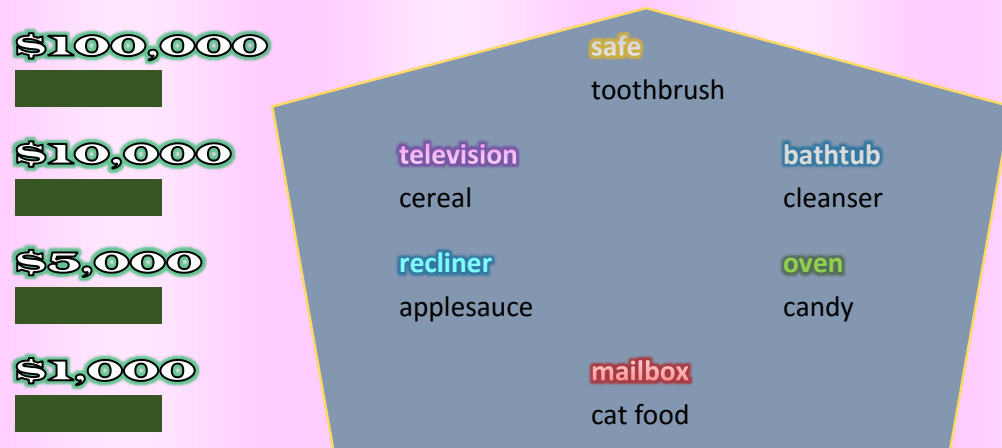 $100,000
$10,000
$5,000
$1,000
safe
toothbrush
television
cereal
bathtub
cleanser
recliner
applesauce
oven
candy
mailbox
cat food